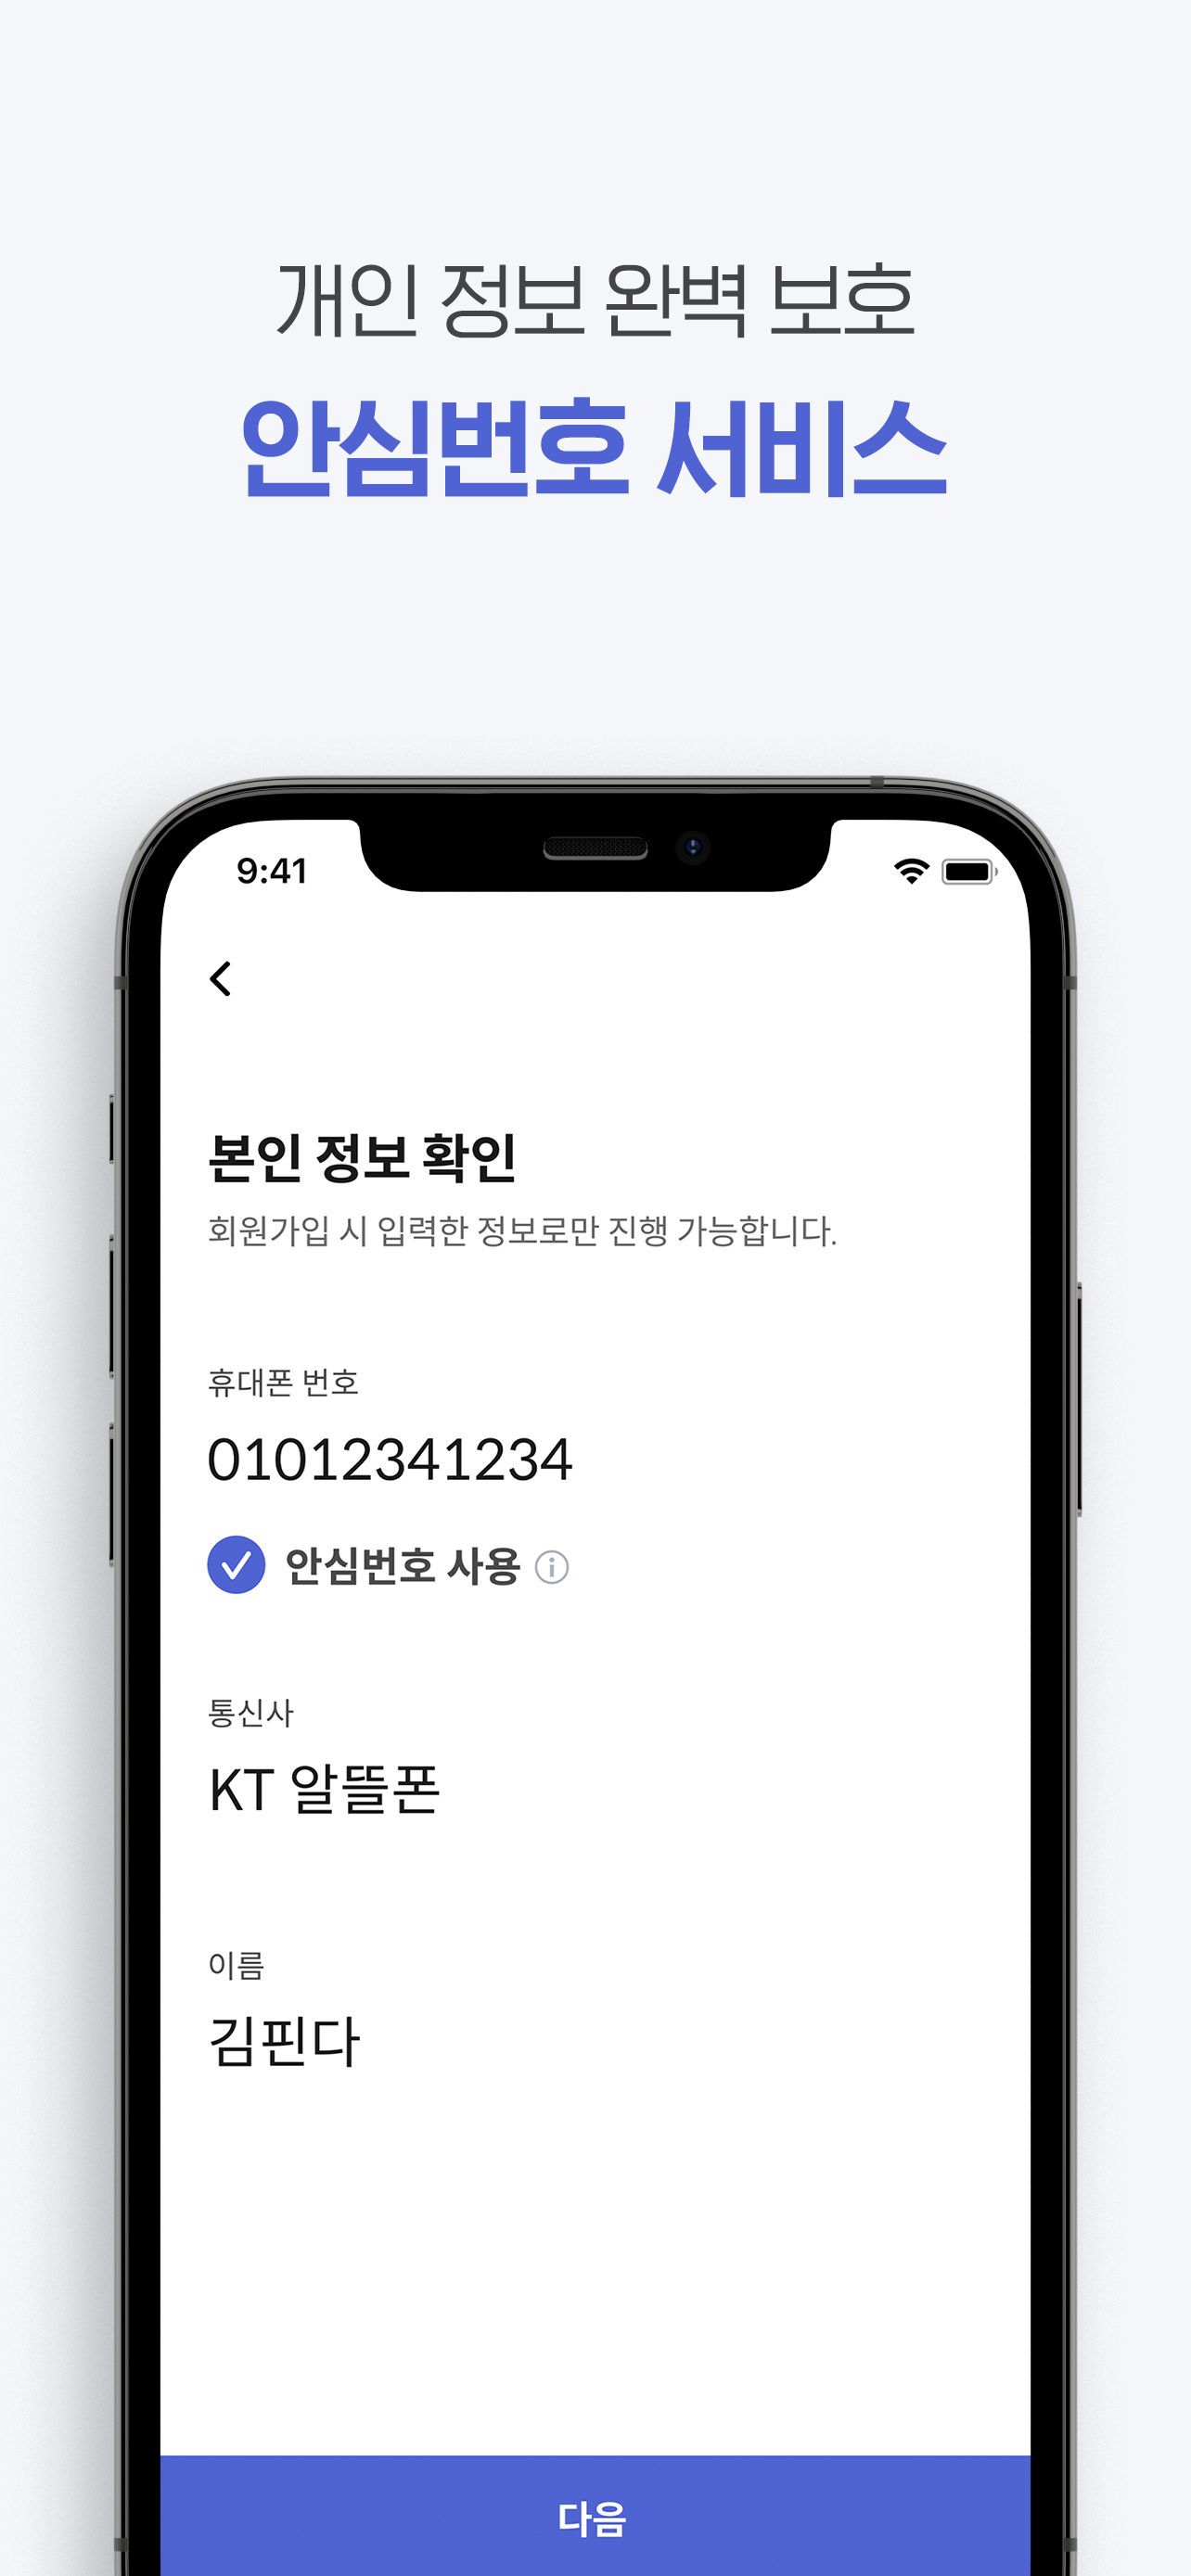 개인 정보 완벽 보호
안심번호 서비스
9:41
본인 정보 확인
회원가입 시 입력한 정보로만 진행 가능합니다.
휴대폰 번호
01012341234
안심번호 사용
통신사
KT 알뜰폰
이름
김핀다
다음